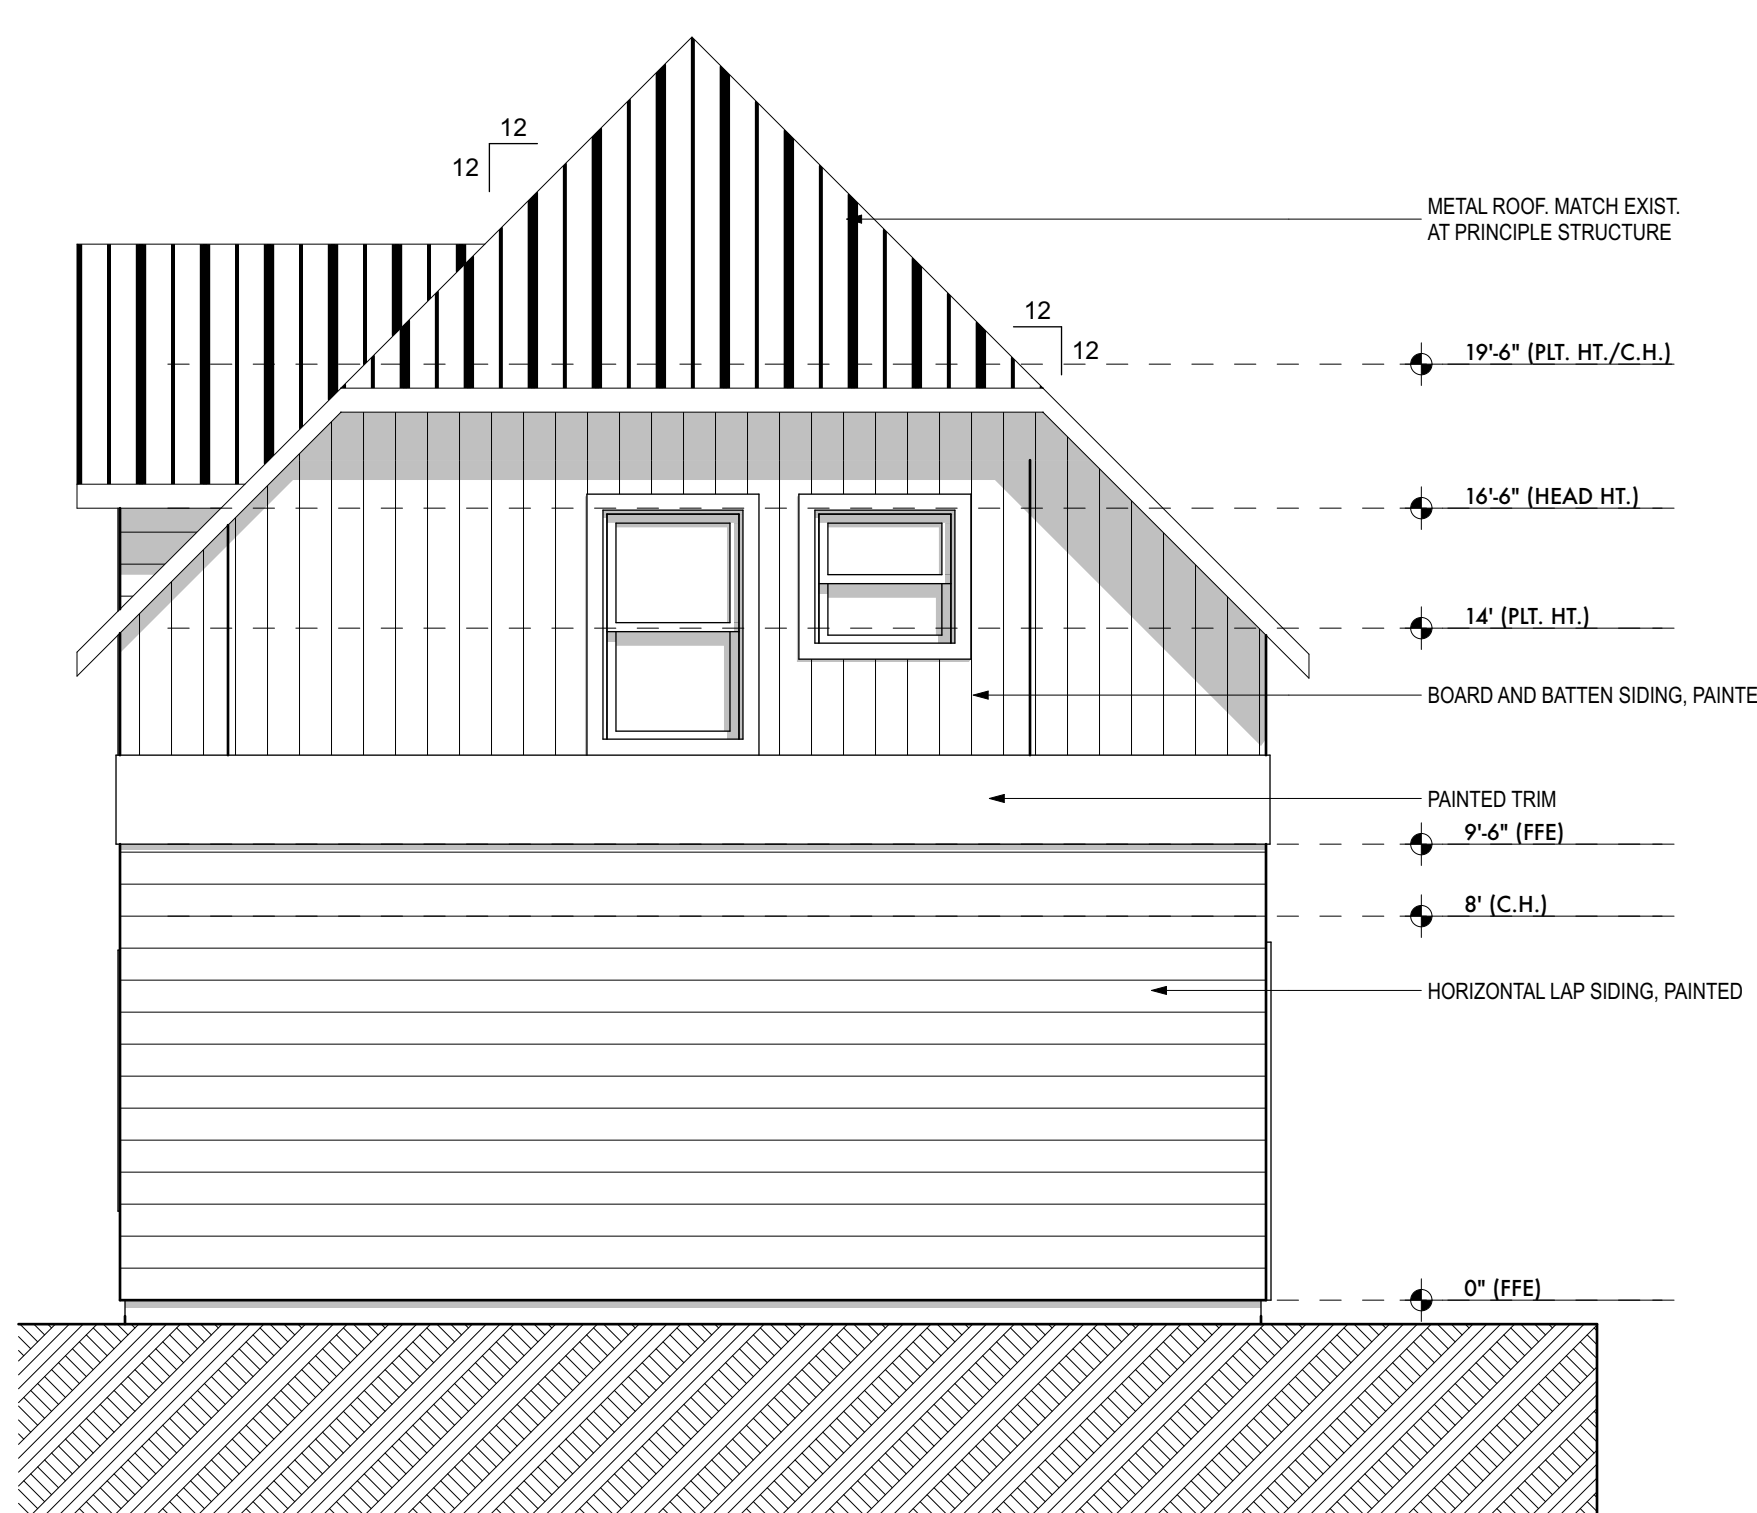 12
12
METAL ROOF. MATCH EXIST.
AT PRINCIPLE STRUCTURE
12
12
19'-6" (PLT. HT./C.H.)
16'-6" (HEAD HT.)
14' (PLT. HT.)
BOARD AND BATTEN SIDING, PAINTE
PAINTED TRIM
9'-6" (FFE)
8' (C.H.)
HORIZONTAL LAP SIDING, PAINTED
0" (FFE)